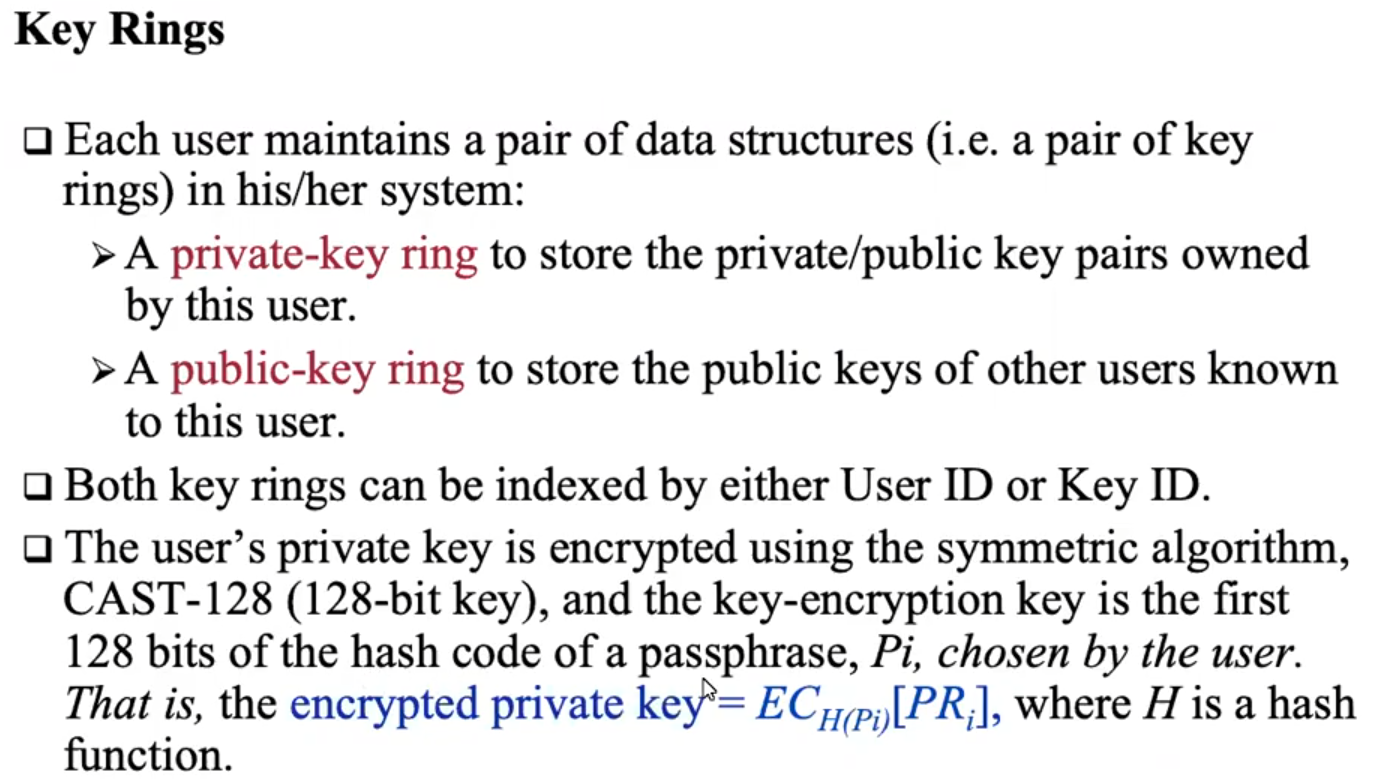 Key Rings
❑ Each user maintains a pair of data structures (i.e. a pair of key
rings) in his/her system:
➢ A private-key ring to store the private/public key pairs owned
by this user.
➢ A public-key ring to store the public keys of other users known
to this user.
❑ Both key rings can be indexed by either User ID or Key ID.
❑ The user’s private key is encrypted using the symmetric algorithm,
CAST-128 (128-bit key), and the key-encryption key is the first
128 bits of the hash code of a passphrase, Pi, chosen by the user.
That is, the encrypted private key = EC_H(Pi)[PR_i], where H is a hash
function.